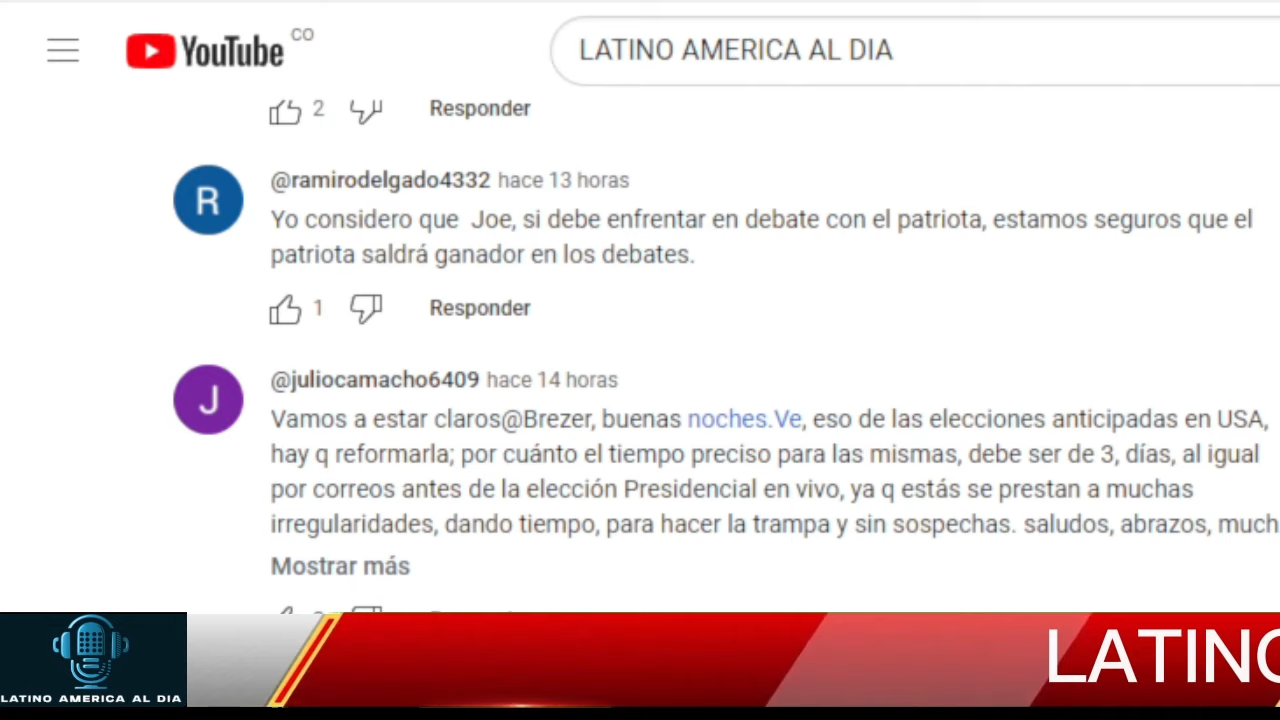 YouTube CO
LATINO AMERICA AL DIA
2 Responder
R
@ramirodelgado4332 hace 13 horas
Yo considero que Joe, si debe enfrentar en debate con el patriota, estamos seguros que el
patriota saldrá ganador en los debates.
1 Responder
J
@juliocamacho6409 hace 14 horas
Vamos a estar claros@Brezer, buenas noches.Ve, eso de las elecciones anticipadas en USA,
hay q reformarla; por cuánto el tiempo preciso para las mismas, debe ser de 3, días, al igual
por correos antes de la elección Presidencial en vivo, ya q estás se prestan a muchas
irregularidades, dando tiempo, para hacer la trampa y sin sospechas. saludos, abrazos, much
Mostrar más
LATINO
LATINO AMERICA AL DIA